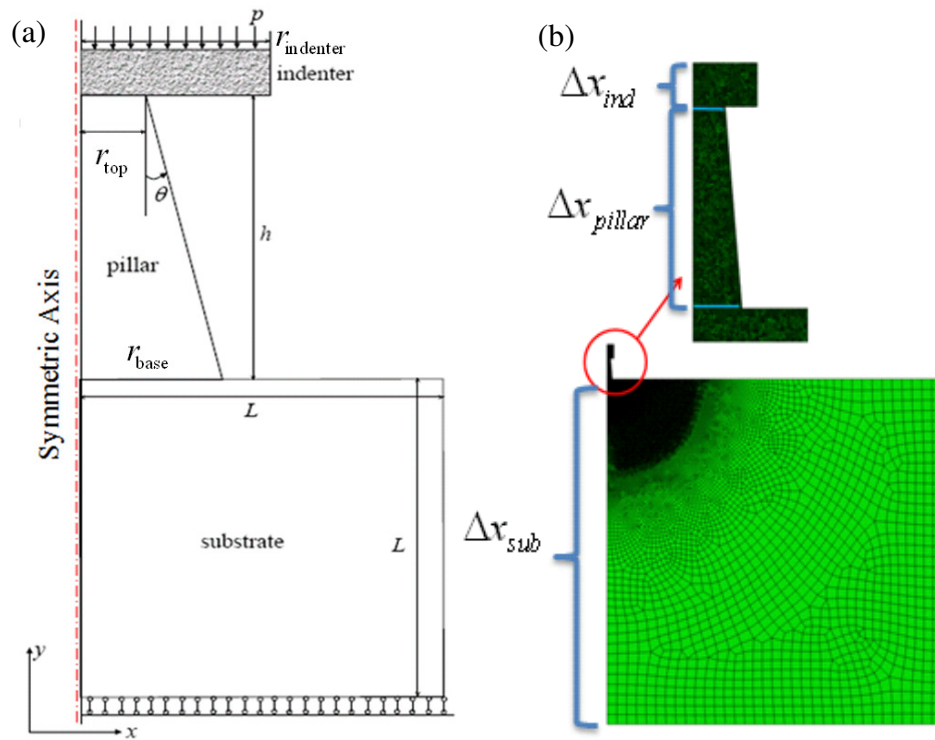 (a)
p
r_indenter
indenter
r_top
θ
h
pillar
r_base
L
Symmetric Axis
substrate
L
y
x
(b)
Δx_ind
Δx_pillar
Δx_sub